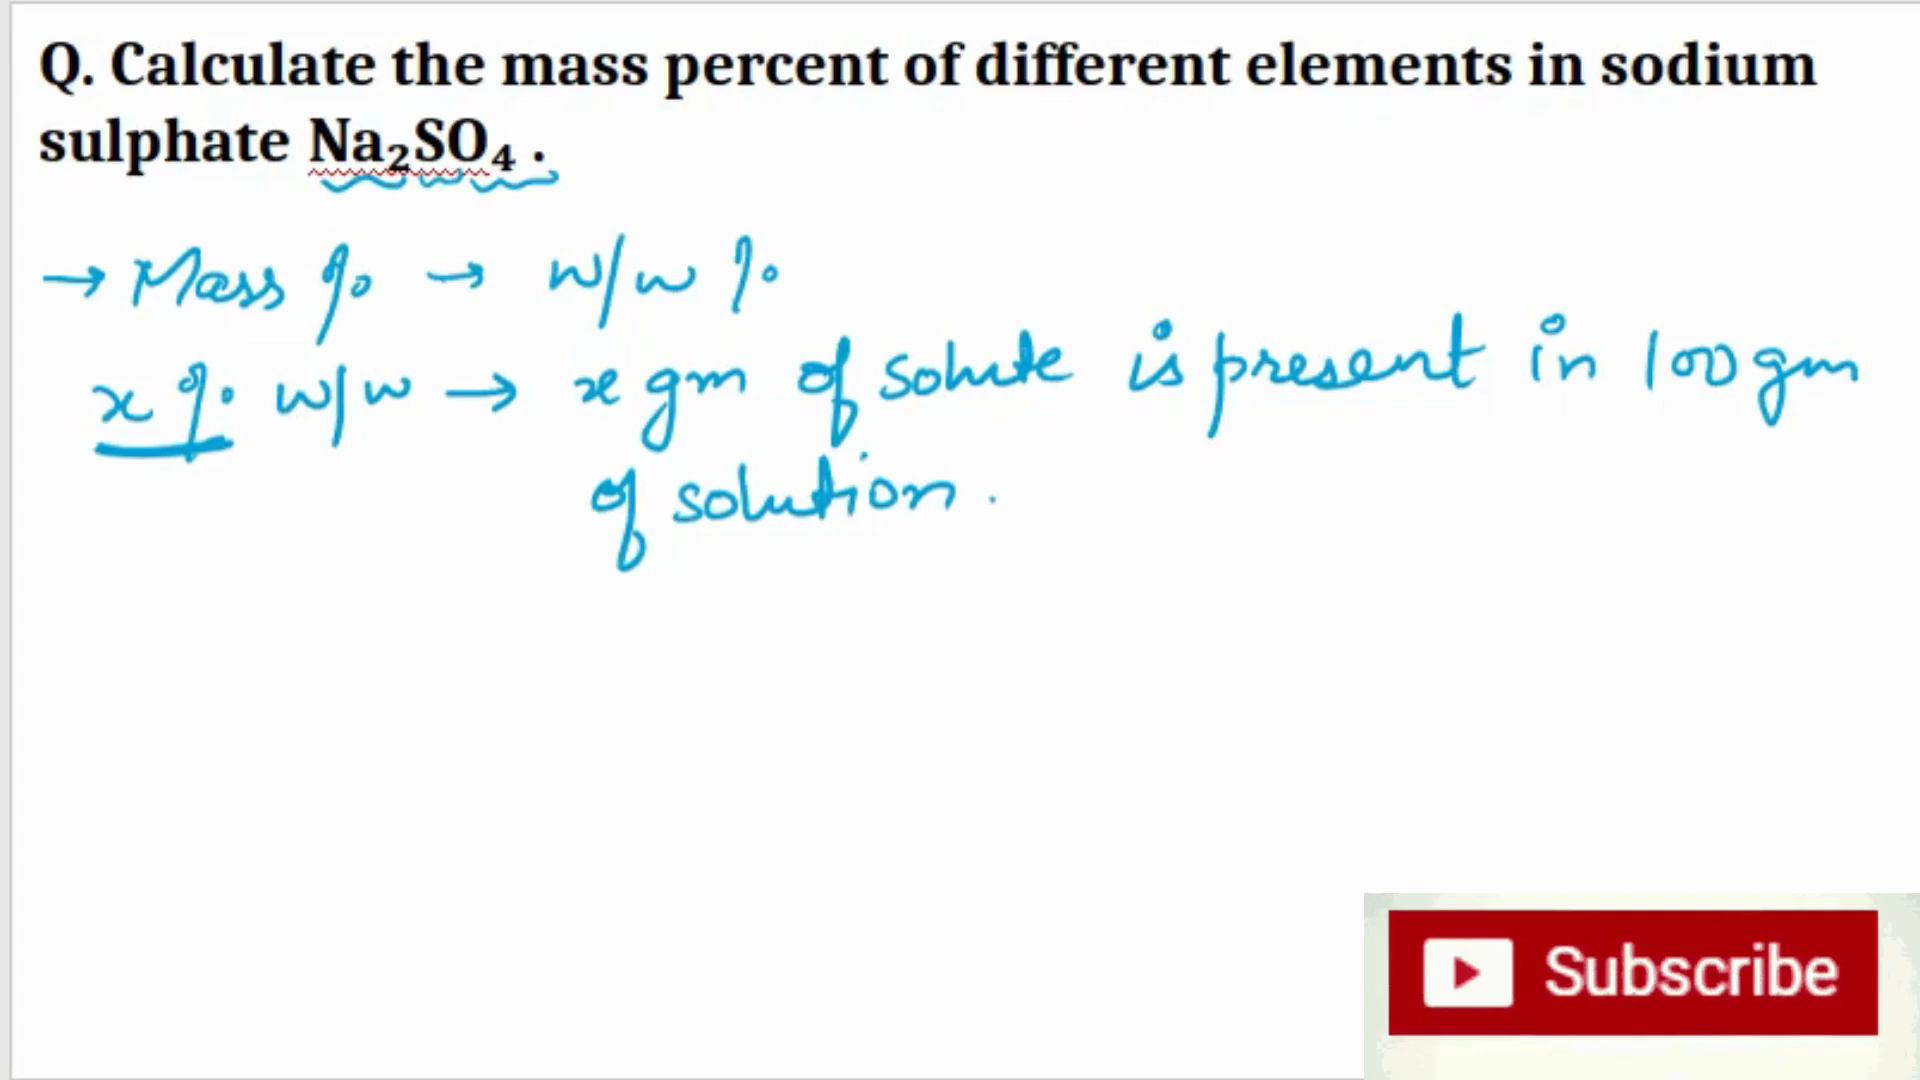 Q. Calculate the mass percent of different elements in sodium
sulphate Na₂SO₄ .
→ Mass % → w/w %
x % w/w → x gm of solute is present in 100 gm
of solution.
Subscribe